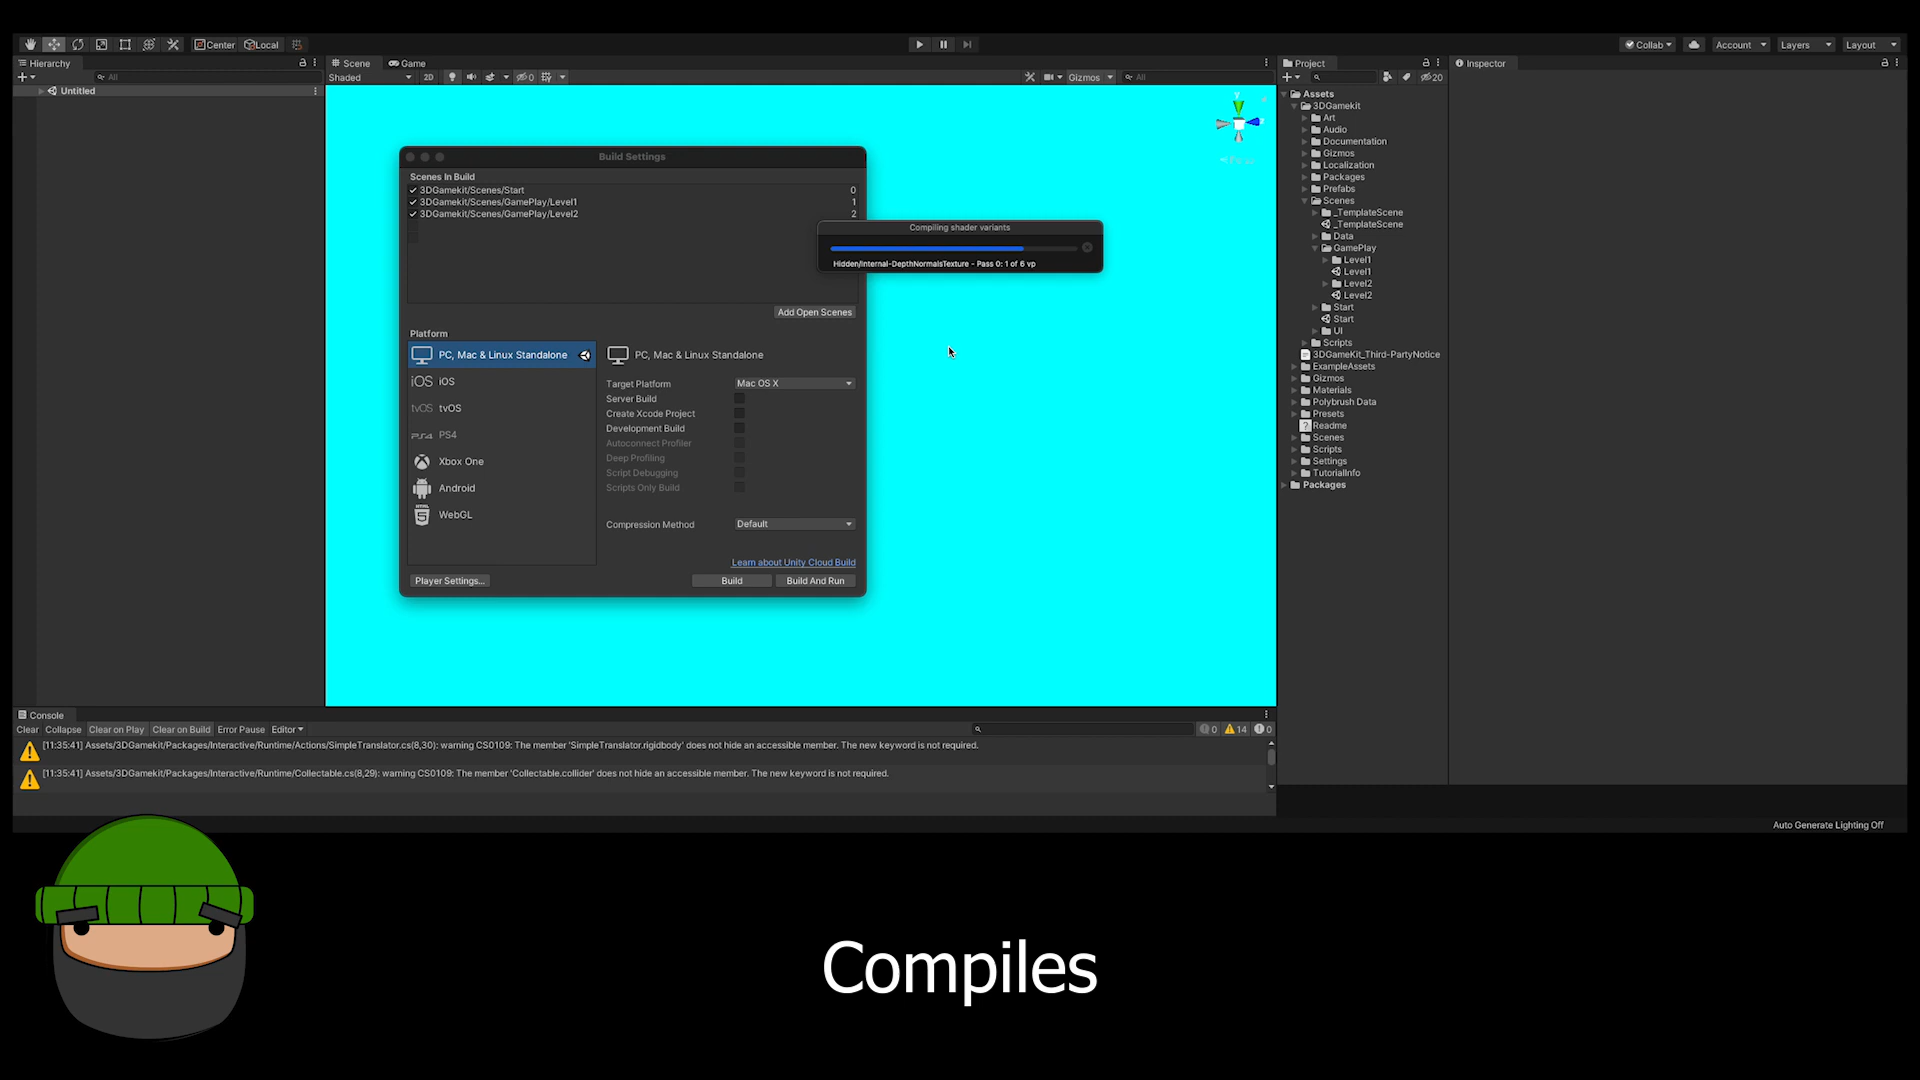 Center
Local
Collab
Account
Layers
Layout
Hierarchy
All
Untitled
Scene
Game
Shaded
2D
0
Gizmos
All
Build Settings
Scenes In Build
3DGamekit/Scenes/Start 0
3DGamekit/Scenes/GamePlay/Level1 1
3DGamekit/Scenes/GamePlay/Level2 2
Compiling shader variants
Hidden/Internal-DepthNormalsTexture - Pass 0: 1 of 6 vp
Add Open Scenes
Platform
PC, Mac & Linux Standalone
iOS iOS
tvOS tvOS
PS4
Xbox One
Android
HTML 5 WebGL
PC, Mac & Linux Standalone
Target Platform Mac OS X
Server Build
Create Xcode Project
Development Build
Autoconnect Profiler
Deep Profiling
Script Debugging
Scripts Only Build
Compression Method Default
Learn about Unity Cloud Build
Player Settings...
Build
Build And Run
Project
20
Assets
3DGamekit
Art
Audio
Documentation
Gizmos
Localization
Packages
Prefabs
Scenes
_TemplateScene
_TemplateScene
Data
GamePlay
Level1
Level1
Level2
Level2
Start
Start
UI
Scripts
3DGameKit_Third-PartyNotice
ExampleAssets
Gizmos
Materials
Polybrush Data
Presets
Readme
Scenes
Scripts
Settings
TutorialInfo
Packages
Inspector
Console
Clear Collapse Clear on Play Clear on Build Error Pause Editor
0 14 0
[11:35:41] Assets/3DGamekit/Packages/Interactive/Runtime/Actions/SimpleTranslator.cs(8,30): warning CS0109: The member 'SimpleTranslator.rigidbody' does not hide an accessible member. The new keyword is not required.
[11:35:41] Assets/3DGamekit/Packages/Interactive/Runtime/Collectable.cs(8,29): warning CS0109: The member 'Collectable.collider' does not hide an accessible member. The new keyword is not required.
Auto Generate Lighting Off
Compiles